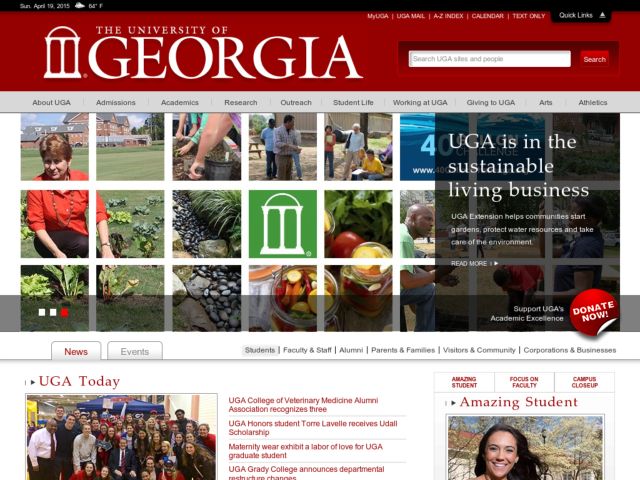 Sun. April 19, 2015 64° F
MyUGA | UGA MAIL | A-Z INDEX | CALENDAR | TEXT ONLY
Quick Links
THE UNIVERSITY OF
GEORGIA
Search UGA sites and people
Search
About UGA
Admissions
Academics
Research
Outreach
Student Life
Working at UGA
Giving to UGA
Arts
Athletics
40
CHALLENGE
UGA is in the
sustainable
living business
UGA Extension helps communities start
gardens, protect water resources and take
care of the environment.
READ MORE
Support UGA's
Academic Excellence
DONATE
NOW!
News
Events
Students | Faculty & Staff | Alumni | Parents & Families | Visitors & Community | Corporations & Businesses
UGA Today
UGA College of Veterinary Medicine Alumni
Association recognizes three
UGA Honors student Torre Lavelle receives Udall
Scholarship
Maternity wear exhibit a labor of love for UGA
graduate student
UGA Grady College announces departmental
restructure changes
AMAZING
STUDENT
FOCUS ON
FACULTY
CAMPUS
CLOSEUP
Amazing Student